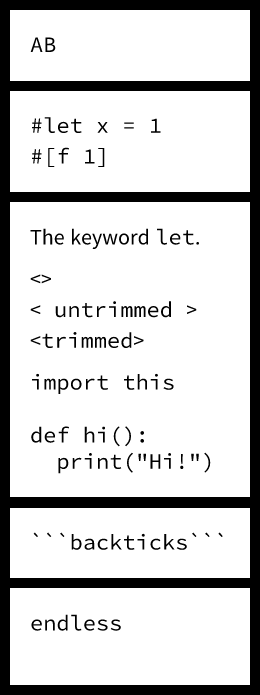 AB
#let x = 1
#[f 1]
The keyword let.
<>
< untrimmed >
<trimmed>
import this
def hi():
  print("Hi!")
```backticks```
endless